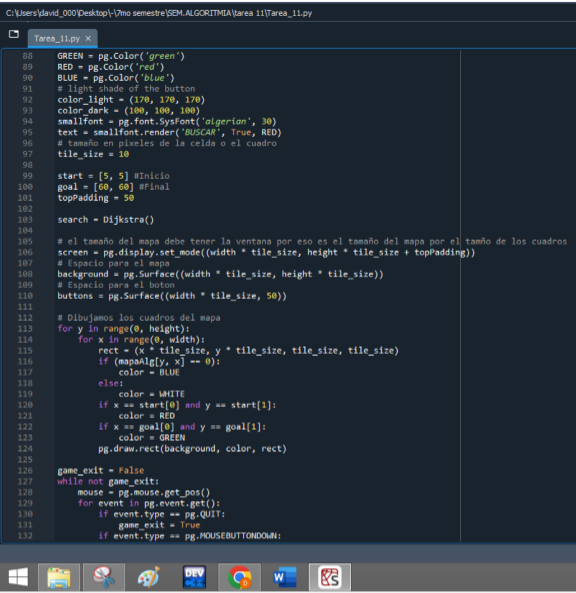 C:\Users\david_000\Desktop\-\7mo semestre\SEM.ALGORITMIA\tarea 11\Tarea_11.py
Tarea_11.py ×
88 GREEN = pg.Color('green')
89 RED = pg.Color('red')
90 BLUE = pg.Color('blue')
91 # light shade of the button
92 color_light = (170, 170, 170)
93 color_dark = (100, 100, 100)
94 smallfont = pg.font.SysFont('algerian', 30)
95 text = smallfont.render('BUSCAR', True, RED)
96 # tamaño en pixeles de la celda o el cuadro
97 tile_size = 10
98
99 start = [5, 5] #Inicio
100 goal = [60, 60] #Final
101 topPadding = 50
102
103 search = Dijkstra()
104
105 # el tamaño del mapa debe tener la ventana por eso es el tamaño del mapa por el tamño de los cuadros
106 screen = pg.display.set_mode((width * tile_size, height * tile_size + topPadding))
107 # Espacio para el mapa
108 background = pg.Surface((width * tile_size, height * tile_size))
109 # Espacio para el boton
110 buttons = pg.Surface((width * tile_size, 50))
111
112 # Dibujamos los cuadros del mapa
113 for y in range(0, height):
114 for x in range(0, width):
115 rect = (x * tile_size, y * tile_size, tile_size, tile_size)
116 if (mapaAlg[y, x] == 0):
117 color = BLUE
118 else:
119 color = WHITE
120 if x == start[0] and y == start[1]:
121 color = RED
122 if x == goal[0] and y == goal[1]:
123 color = GREEN
124 pg.draw.rect(background, color, rect)
125
126 game_exit = False
127 while not game_exit:
128 mouse = pg.mouse.get_pos()
129 for event in pg.event.get():
130 if event.type == pg.QUIT:
131 game_exit = True
132 if event.type == pg.MOUSEBUTTONDOWN:
DEV
D
W